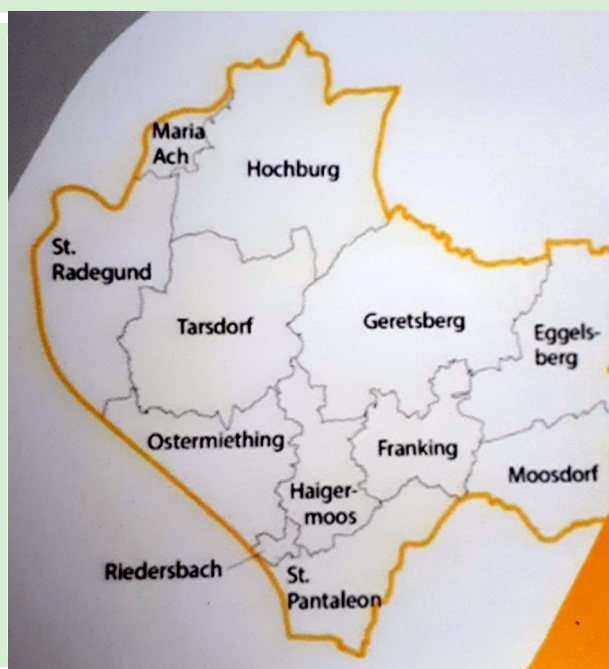 Maria
Ach
Hochburg
St.
Radegund
Tarsdorf
Geretsberg
Eggels-
berg
Ostermiething
Franking
Moosdorf
Haiger-
moos
Riedersbach
St.
Pantaleon